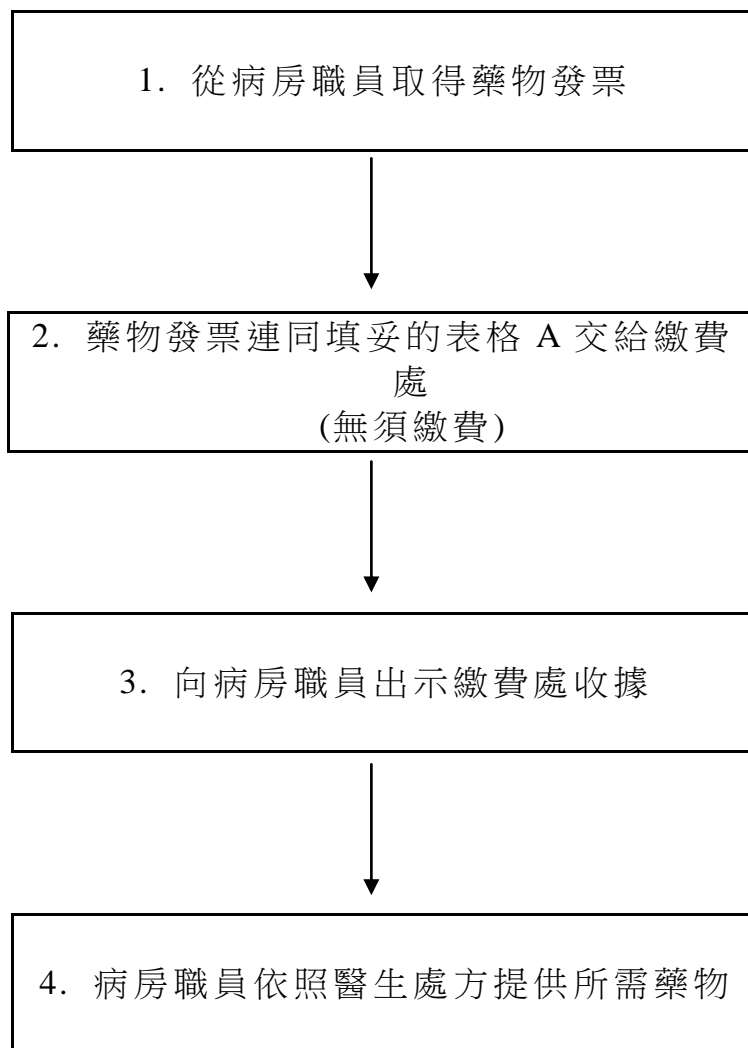 1. 從病房職員取得藥物發票
2. 藥物發票連同填妥的表格 A 交給繳費
處
(無須繳費)
3. 向病房職員出示繳費處收據
4. 病房職員依照醫生處方提供所需藥物